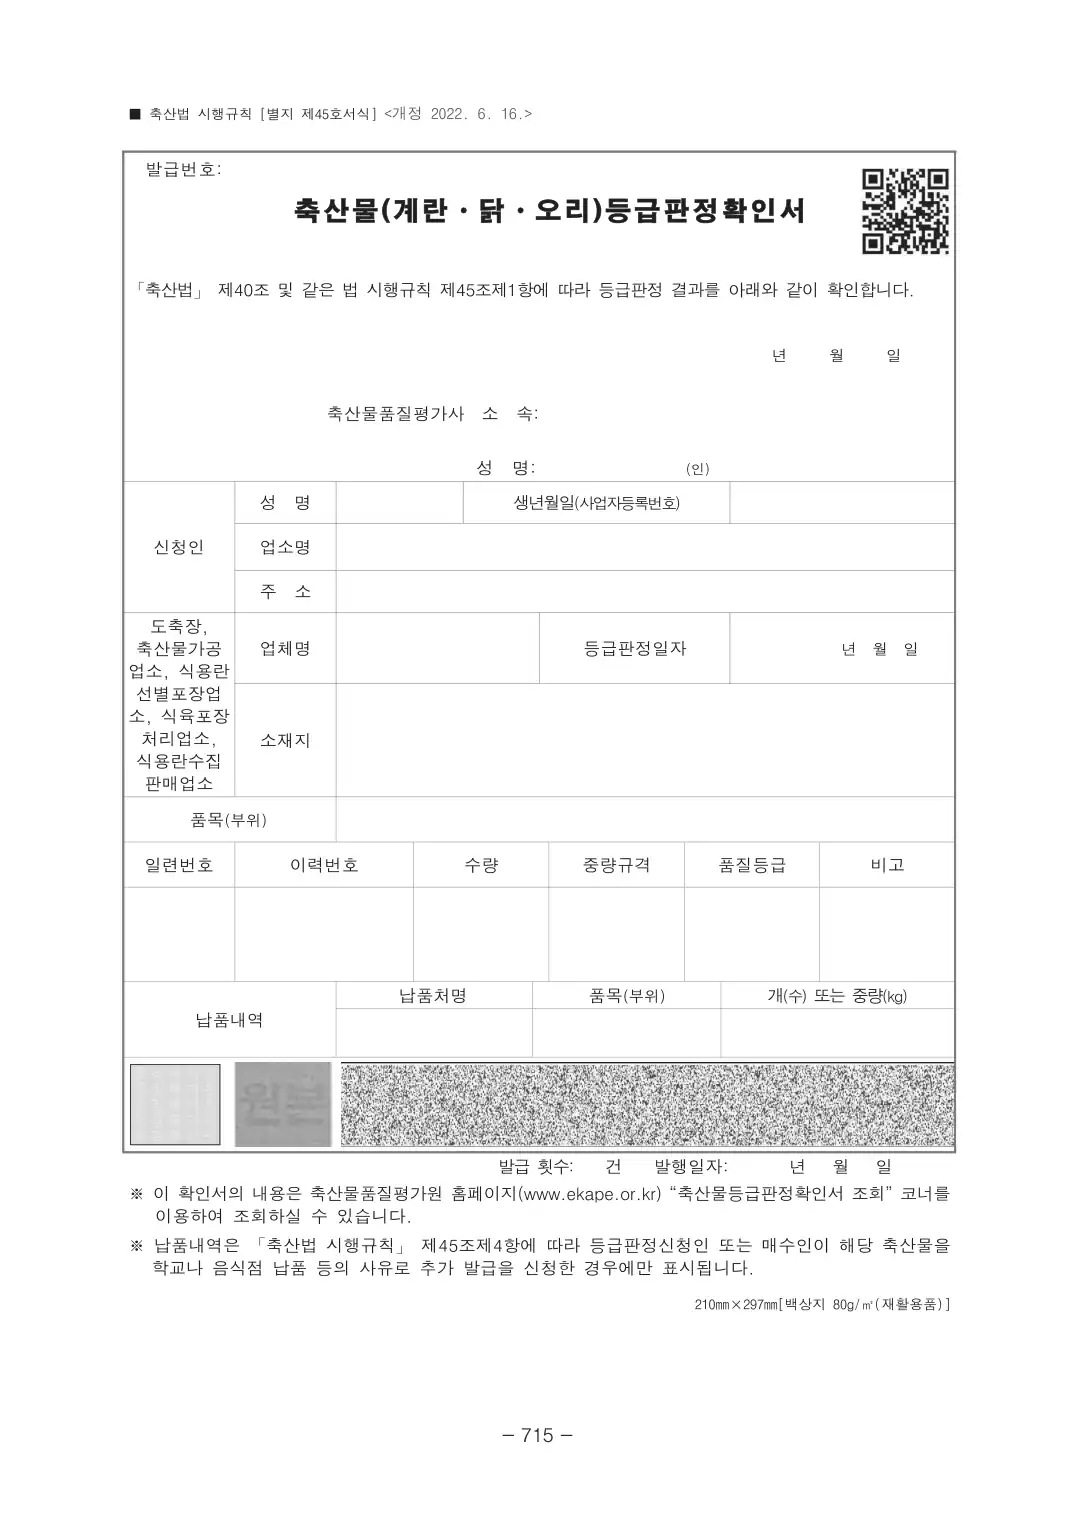 ■ 축산법 시행규칙 [별지 제45호서식] <개정 2022. 6. 16.>
발급번호:
축산물(계란 · 닭 · 오리)등급판정확인서
「축산법」 제40조 및 같은 법 시행규칙 제45조제1항에 따라 등급판정 결과를 아래와 같이 확인합니다.
년 월 일
축산물품질평가사 소 속:
성 명: (인)
신청인
성 명
생년월일(사업자등록번호)
업소명
주 소
도축장,
축산물가공
업소, 식용란
선별포장업
소, 식육포장
처리업소,
식용란수집
판매업소
업체명
등급판정일자
년 월 일
소재지
품목(부위)
일련번호 이력번호 수량 중량규격 품질등급 비고
납품내역
납품처명 품목(부위) 개(수) 또는 중량(kg)
원본
발급 횟수: 건 발행일자: 년 월 일
※ 이 확인서의 내용은 축산물품질평가원 홈페이지(www.ekape.or.kr) “축산물등급판정확인서 조회” 코너를
이용하여 조회하실 수 있습니다.
※ 납품내역은 「축산법 시행규칙」 제45조제4항에 따라 등급판정신청인 또는 매수인이 해당 축산물을
학교나 음식점 납품 등의 사유로 추가 발급을 신청한 경우에만 표시됩니다.
210㎜×297㎜[백상지 80g/㎡(재활용품)]
- 715 -